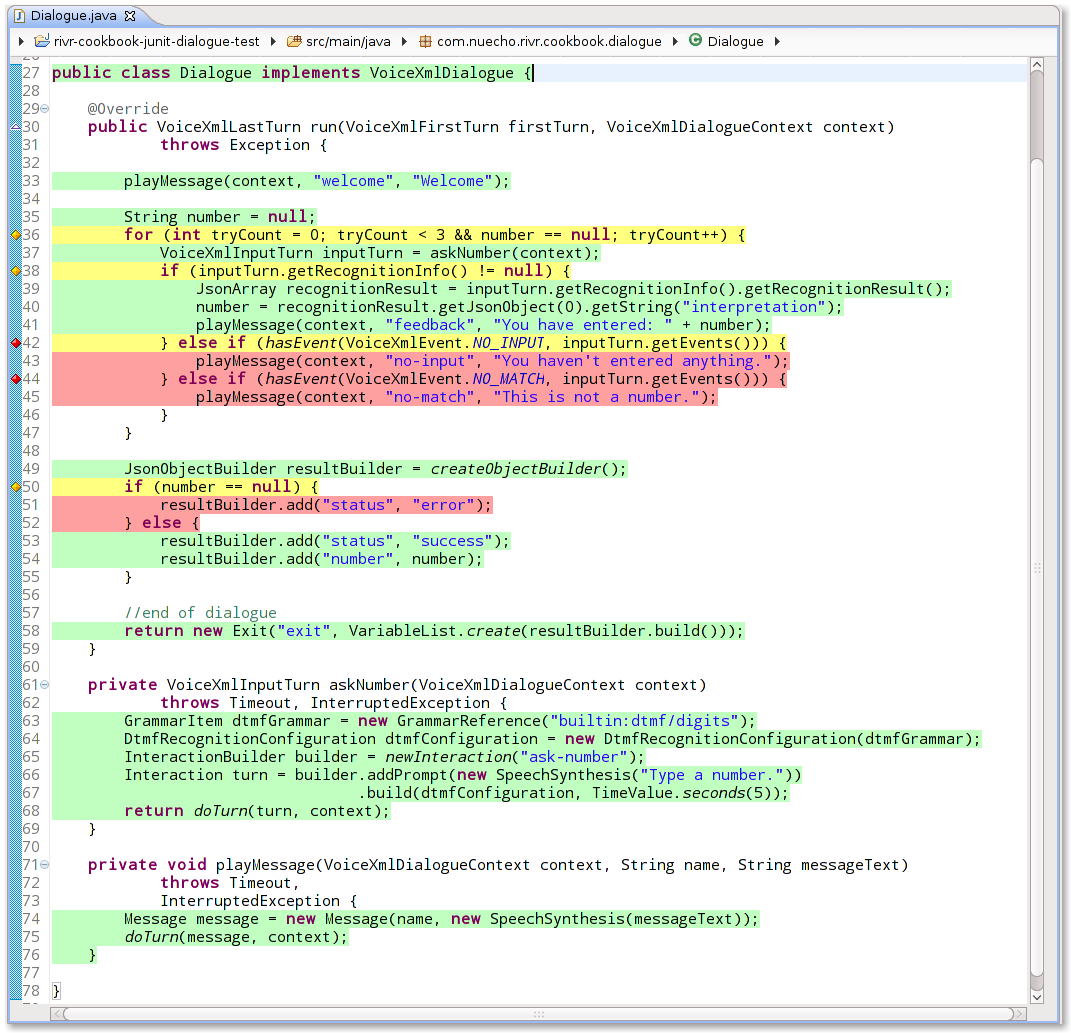 Dialogue.java
rivr-cookbook-junit-dialogue-test src/main/java com.nuecho.rivr.cookbook.dialogue Dialogue
27 public class Dialogue implements VoiceXmlDialogue {
28
29 @Override
30 public VoiceXmlLastTurn run(VoiceXmlFirstTurn firstTurn, VoiceXmlDialogueContext context)
31 throws Exception {
32
33 playMessage(context, "welcome", "Welcome");
34
35 String number = null;
36 for (int tryCount = 0; tryCount < 3 && number == null; tryCount++) {
37 VoiceXmlInputTurn inputTurn = askNumber(context);
38 if (inputTurn.getRecognitionInfo() != null) {
39 JsonArray recognitionResult = inputTurn.getRecognitionInfo().getRecognitionResult();
40 number = recognitionResult.getJsonObject(0).getString("interpretation");
41 playMessage(context, "feedback", "You have entered: " + number);
42 } else if (hasEvent(VoiceXmlEvent.NO_INPUT, inputTurn.getEvents())) {
43 playMessage(context, "no-input", "You haven't entered anything.");
44 } else if (hasEvent(VoiceXmlEvent.NO_MATCH, inputTurn.getEvents())) {
45 playMessage(context, "no-match", "This is not a number.");
46 }
47 }
48
49 JsonObjectBuilder resultBuilder = createObjectBuilder();
50 if (number == null) {
51 resultBuilder.add("status", "error");
52 } else {
53 resultBuilder.add("status", "success");
54 resultBuilder.add("number", number);
55 }
56
57 //end of dialogue
58 return new Exit("exit", VariableList.create(resultBuilder.build()));
59 }
60
61 private VoiceXmlInputTurn askNumber(VoiceXmlDialogueContext context)
62 throws Timeout, InterruptedException {
63 GrammarItem dtmfGrammar = new GrammarReference("builtin:dtmf/digits");
64 DtmfRecognitionConfiguration dtmfConfiguration = new DtmfRecognitionConfiguration(dtmfGrammar);
65 InteractionBuilder builder = newInteraction("ask-number");
66 Interaction turn = builder.addPrompt(new SpeechSynthesis("Type a number."))
67 .build(dtmfConfiguration, TimeValue.seconds(5));
68 return doTurn(turn, context);
69 }
70
71 private void playMessage(VoiceXmlDialogueContext context, String name, String messageText)
72 throws Timeout,
73 InterruptedException {
74 Message message = new Message(name, new SpeechSynthesis(messageText));
75 doTurn(message, context);
76 }
77
78 }